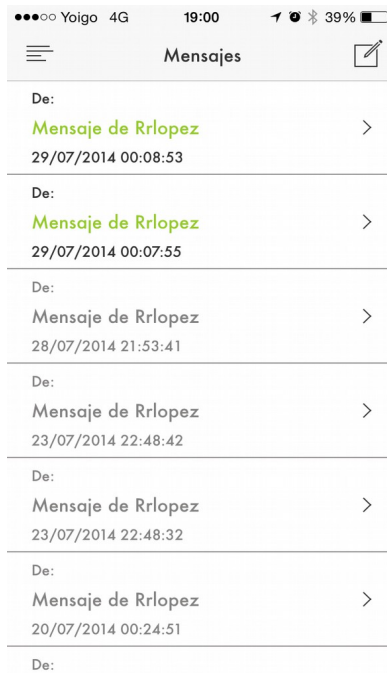 Yoigo 4G 19:00 39%
Mensajes
De:
Mensaje de Rrlopez
29/07/2014 00:08:53
De:
Mensaje de Rrlopez
29/07/2014 00:07:55
De:
Mensaje de Rrlopez
28/07/2014 21:53:41
De:
Mensaje de Rrlopez
23/07/2014 22:48:42
De:
Mensaje de Rrlopez
23/07/2014 22:48:32
De:
Mensaje de Rrlopez
20/07/2014 00:24:51
De: